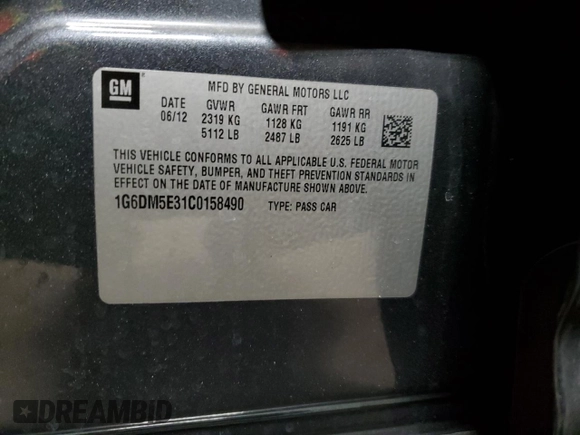 GM
MFD BY GENERAL MOTORS LLC
DATE GVWR GAWR FRT GAWR RR
06/12 2319 KG 1128 KG 1191 KG
5112 LB 2487 LB 2625 LB
THIS VEHICLE CONFORMS TO ALL APPLICABLE U.S. FEDERAL MOTOR
VEHICLE SAFETY, BUMPER, AND THEFT PREVENTION STANDARDS
IN EFFECT ON THE DATE OF MANUFACTURE SHOWN ABOVE.
1G6DM5E31C0158490 TYPE: PASS CAR
DREAMBID